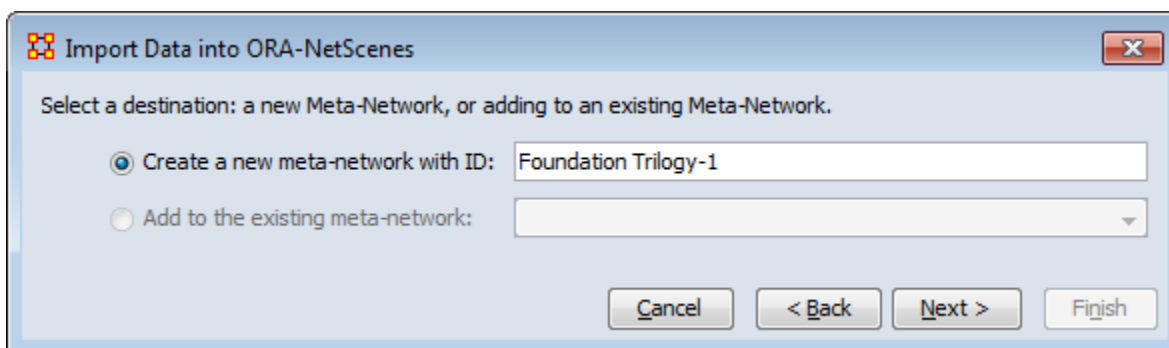 Import Data into ORA-NetScenes
Select a destination: a new Meta-Network, or adding to an existing Meta-Network.
Create a new meta-network with ID: Foundation Trilogy-1
Add to the existing meta-network:
Cancel < Back Next > Finish